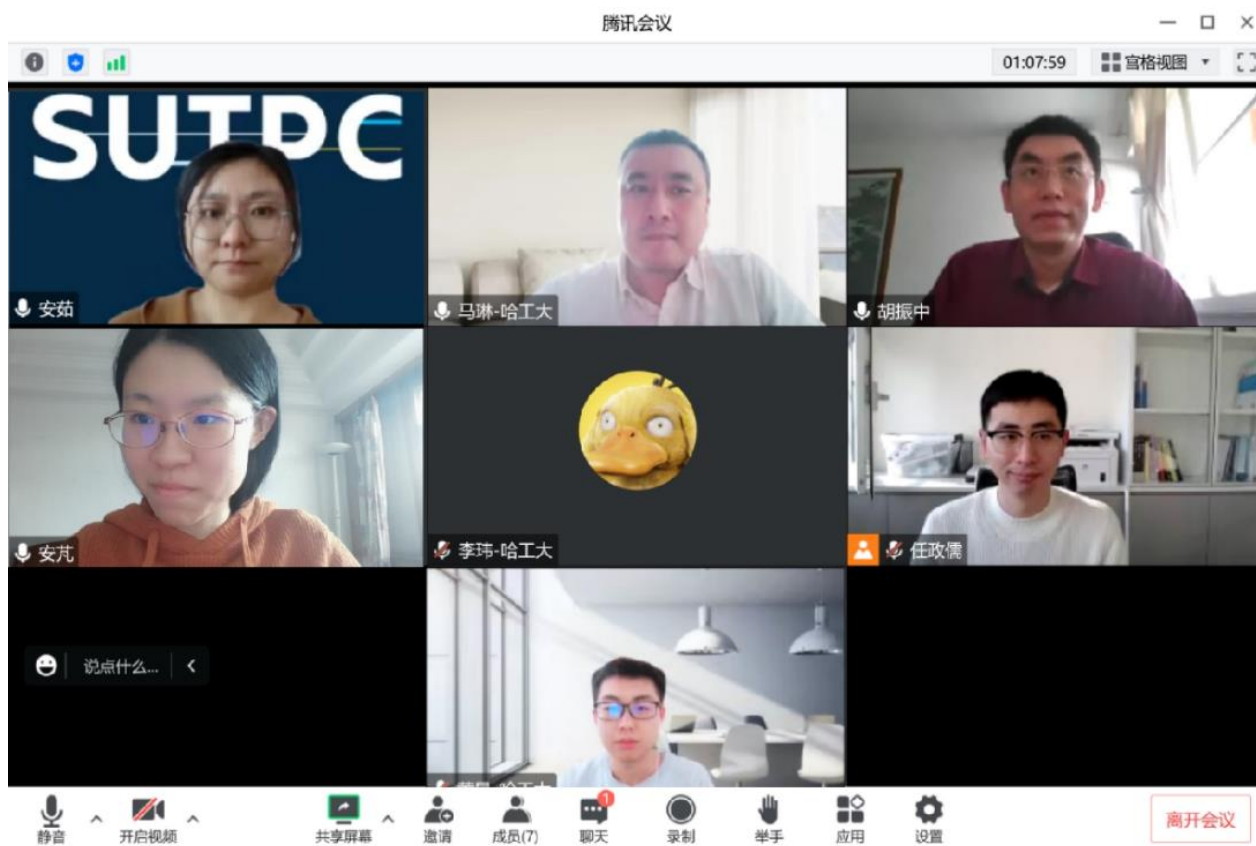 腾讯会议
01:07:59
宫格视图
SUTPC
安茹
马琳-哈工大
胡振中
安芃
李玮-哈工大
任政儒
说点什么...
静音
开启视频
共享屏幕
邀请
成员(7)
1
聊天
录制
举手
应用
设置
离开会议